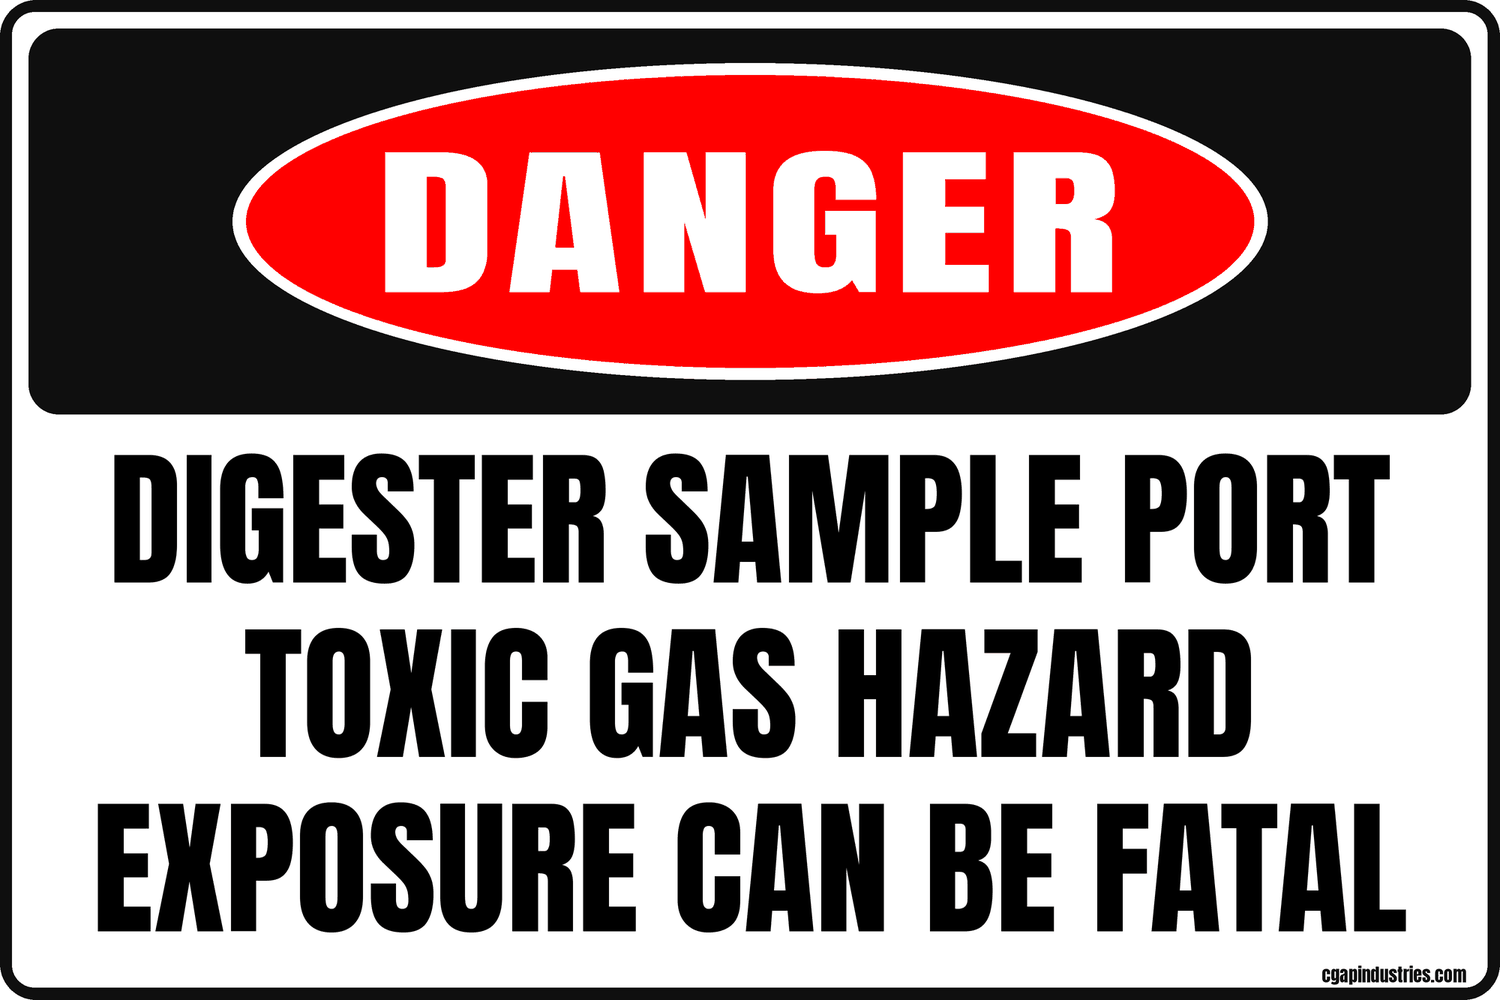 DANGER
DIGESTER SAMPLE PORT
TOXIC GAS HAZARD
EXPOSURE CAN BE FATAL
cgapindustries.com